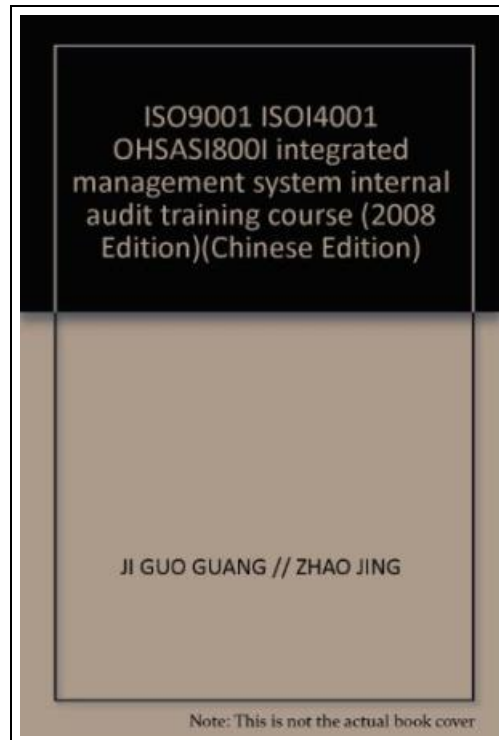 ISO9001 ISOI4001
OHSASI800I integrated
management system internal
audit training course (2008
Edition)(Chinese Edition)
JI GUO GUANG // ZHAO JING
Note: This is not the actual book cover